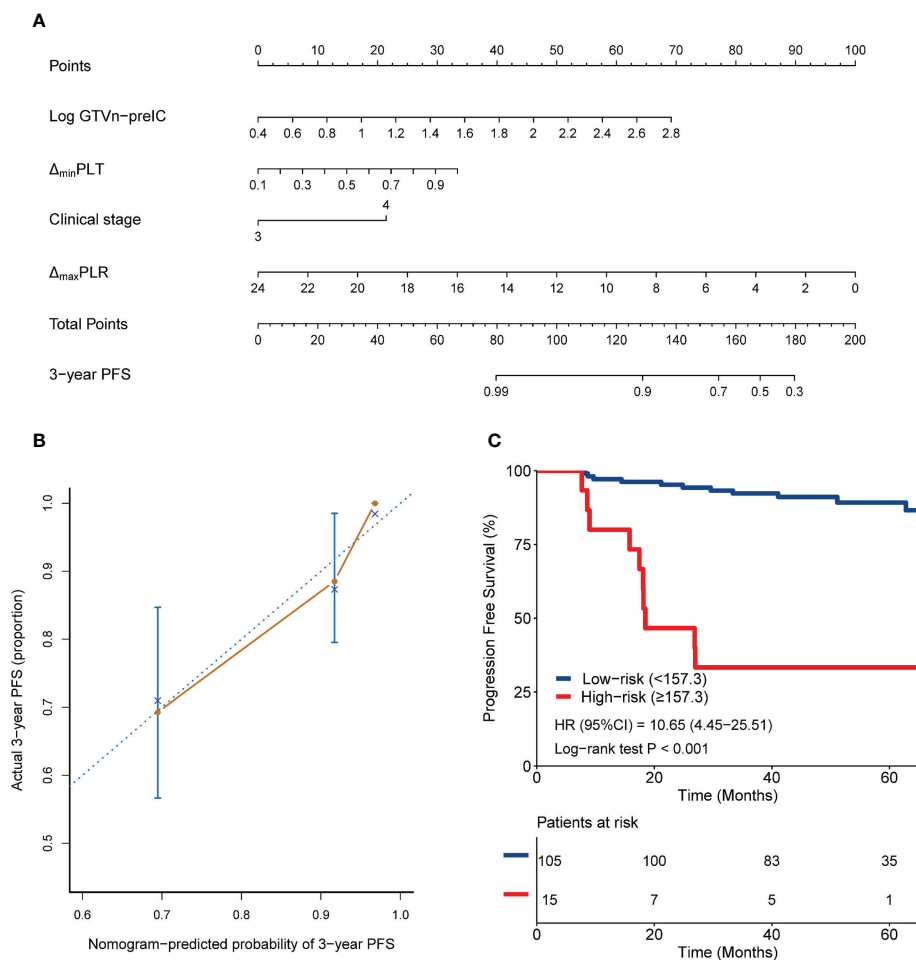 A
Points
0 10 20 30 40 50 60 70 80 90 100
Log GTVn−preIC
0.4 0.6 0.8 1 1.2 1.4 1.6 1.8 2 2.2 2.4 2.6 2.8
ΔminPLT
0.1 0.3 0.5 0.7 0.9
Clinical stage
4
3
ΔmaxPLR
24 22 20 18 16 14 12 10 8 6 4 2 0
Total Points
0 20 40 60 80 100 120 140 160 180 200
3−year PFS
0.99 0.9 0.7 0.5 0.3
B
Actual 3−year PFS (proportion)
1.0
0.9
0.8
0.7
0.6
0.5
0.6 0.7 0.8 0.9 1.0
Nomogram−predicted probability of 3−year PFS
C
Progression Free Survival (%)
100
75
50
25
0
Low−risk (<157.3)
High−risk (≥157.3)
HR (95%CI) = 10.65 (4.45−25.51)
Log−rank test P < 0.001
0 20 40 60
Time (Months)
Patients at risk
105 100 83 35
15 7 5 1
0 20 40 60
Time (Months)